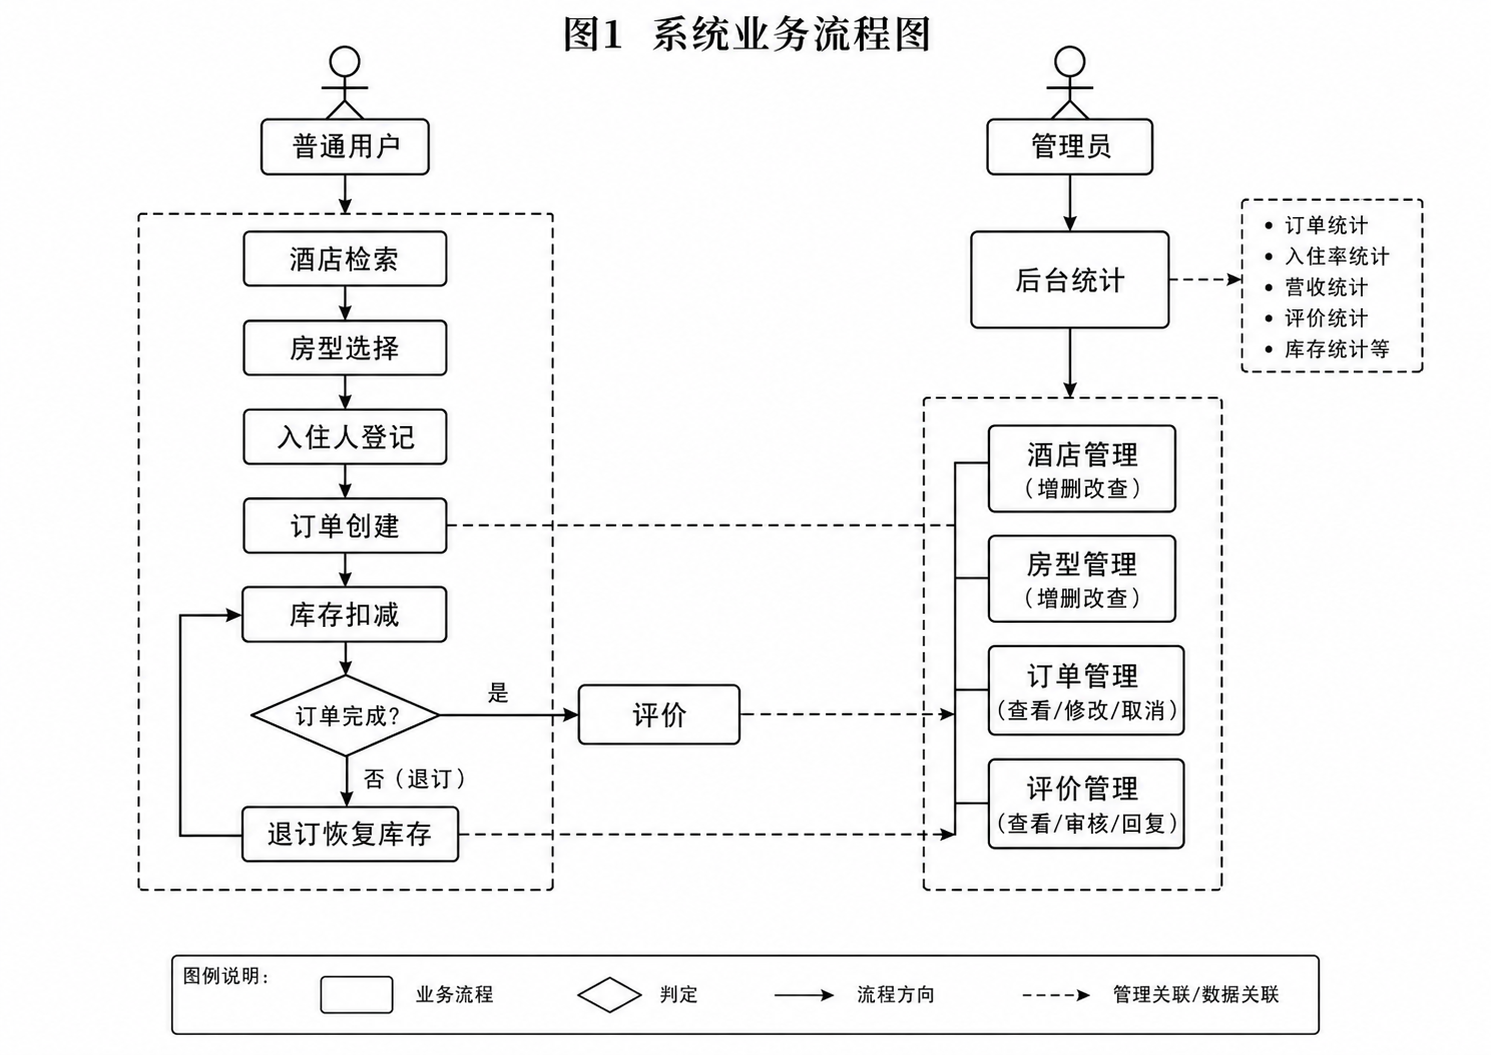 图1 系统业务流程图
普通用户
酒店检索
房型选择
入住人登记
订单创建
库存扣减
订单完成?
是
否（退订）
退订恢复库存
评价
管理员
后台统计
• 订单统计
• 入住率统计
• 营收统计
• 评价统计
• 库存统计等
酒店管理
（增删改查）
房型管理
（增删改查）
订单管理
（查看/修改/取消）
评价管理
（查看/审核/回复）
图例说明:
业务流程
判定
流程方向
管理关联/数据关联